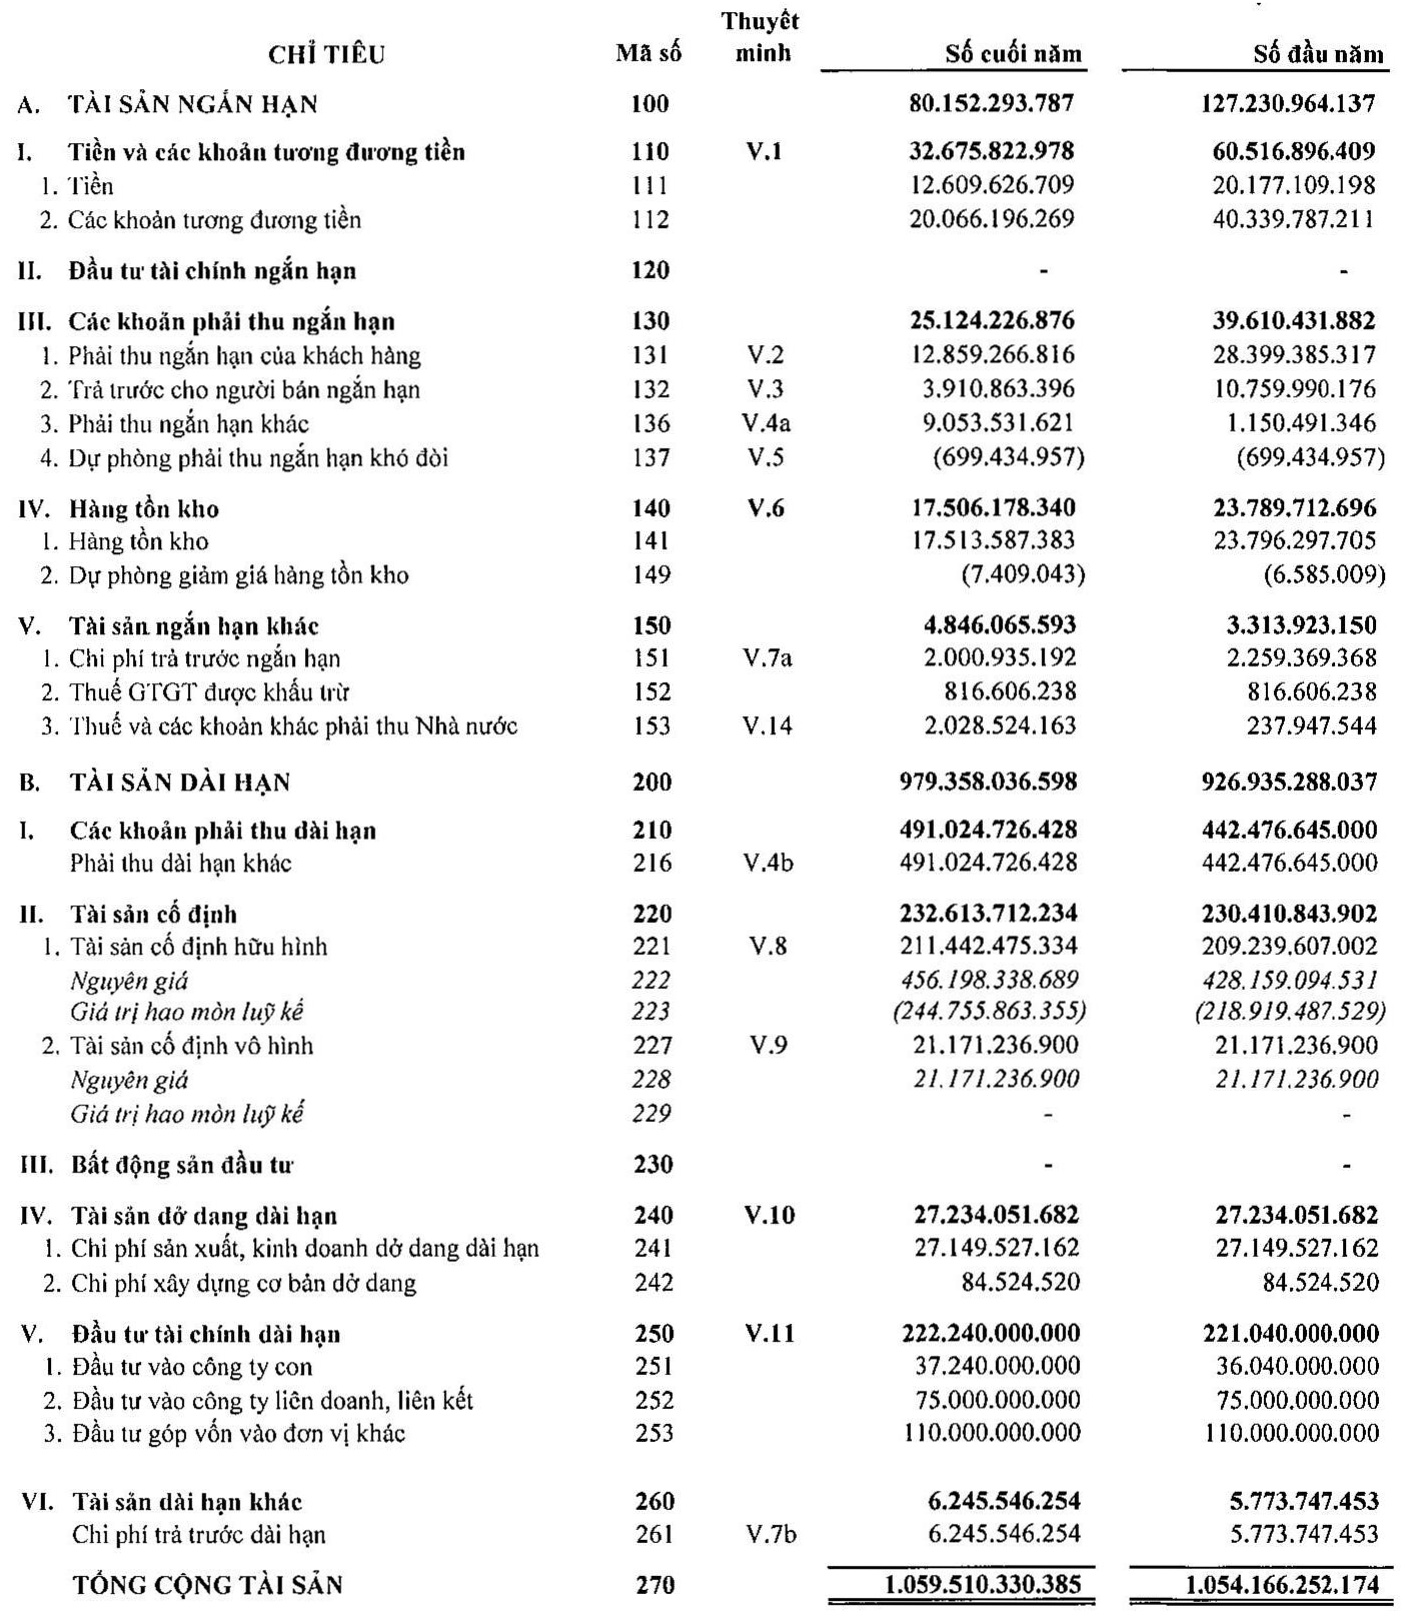 CHỈ TIÊU Mã số Thuyết minh Số cuối năm Số đầu năm
A. TÀI SẢN NGẮN HẠN 100 80.152.293.787 127.230.964.137
I. Tiền và các khoản tương đương tiền 110 V.1 32.675.822.978 60.516.896.409
1. Tiền 111 12.609.626.709 20.177.109.198
2. Các khoản tương đương tiền 112 20.066.196.269 40.339.787.211
II. Đầu tư tài chính ngắn hạn 120 - -
III. Các khoản phải thu ngắn hạn 130 25.124.226.876 39.610.431.882
1. Phải thu ngắn hạn của khách hàng 131 V.2 12.859.266.816 28.399.385.317
2. Trả trước cho người bán ngắn hạn 132 V.3 3.910.863.396 10.759.990.176
3. Phải thu ngắn hạn khác 136 V.4a 9.053.531.621 1.150.491.346
4. Dự phòng phải thu ngắn hạn khó đòi 137 V.5 (699.434.957) (699.434.957)
IV. Hàng tồn kho 140 V.6 17.506.178.340 23.789.712.696
1. Hàng tồn kho 141 17.513.587.383 23.796.297.705
2. Dự phòng giảm giá hàng tồn kho 149 (7.409.043) (6.585.009)
V. Tài sản ngắn hạn khác 150 4.846.065.593 3.313.923.150
1. Chi phí trả trước ngắn hạn 151 V.7a 2.000.935.192 2.259.369.368
2. Thuế GTGT được khấu trừ 152 816.606.238 816.606.238
3. Thuế và các khoản khác phải thu Nhà nước 153 V.14 2.028.524.163 237.947.544
B. TÀI SẢN DÀI HẠN 200 979.358.036.598 926.935.288.037
I. Các khoản phải thu dài hạn 210 491.024.726.428 442.476.645.000
Phải thu dài hạn khác 216 V.4b 491.024.726.428 442.476.645.000
II. Tài sản cố định 220 232.613.712.234 230.410.843.902
1. Tài sản cố định hữu hình 221 V.8 211.442.475.334 209.239.607.002
Nguyên giá 222 456.198.338.689 428.159.094.531
Giá trị hao mòn luỹ kế 223 (244.755.863.355) (218.919.487.529)
2. Tài sản cố định vô hình 227 V.9 21.171.236.900 21.171.236.900
Nguyên giá 228 21.171.236.900 21.171.236.900
Giá trị hao mòn luỹ kế 229 - -
III. Bất động sản đầu tư 230 - -
IV. Tài sản dở dang dài hạn 240 V.10 27.234.051.682 27.234.051.682
1. Chi phí sản xuất, kinh doanh dở dang dài hạn 241 27.149.527.162 27.149.527.162
2. Chi phí xây dựng cơ bản dở dang 242 84.524.520 84.524.520
V. Đầu tư tài chính dài hạn 250 V.11 222.240.000.000 221.040.000.000
1. Đầu tư vào công ty con 251 37.240.000.000 36.040.000.000
2. Đầu tư vào công ty liên doanh, liên kết 252 75.000.000.000 75.000.000.000
3. Đầu tư góp vốn vào đơn vị khác 253 110.000.000.000 110.000.000.000
VI. Tài sản dài hạn khác 260 6.245.546.254 5.773.747.453
Chi phí trả trước dài hạn 261 V.7b 6.245.546.254 5.773.747.453
TỔNG CỘNG TÀI SẢN 270 1.059.510.330.385 1.054.166.252.174